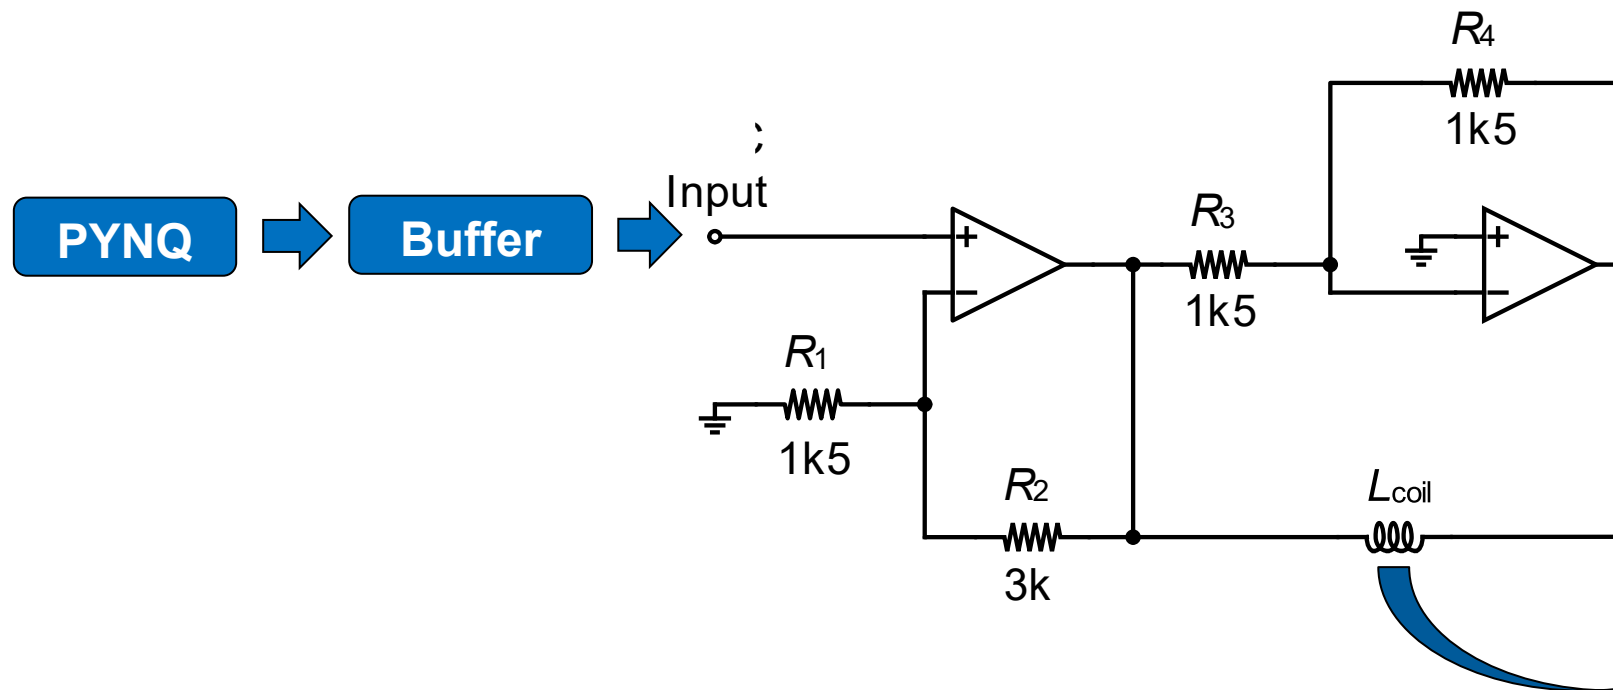 R4
1k5
;
Input
PYNQ
Buffer
+
R3
+
−
1k5
−
R1
1k5
R2
3k
Lcoil